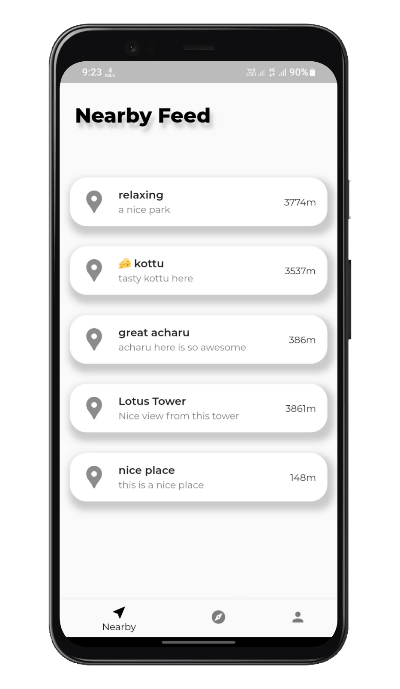 9:23 90%
Nearby Feed
relaxing
a nice park
3774m
🧀 kottu
tasty kottu here
3537m
great acharu
acharu here is so awesome
386m
Lotus Tower
Nice view from this tower
3861m
nice place
this is a nice place
148m
Nearby